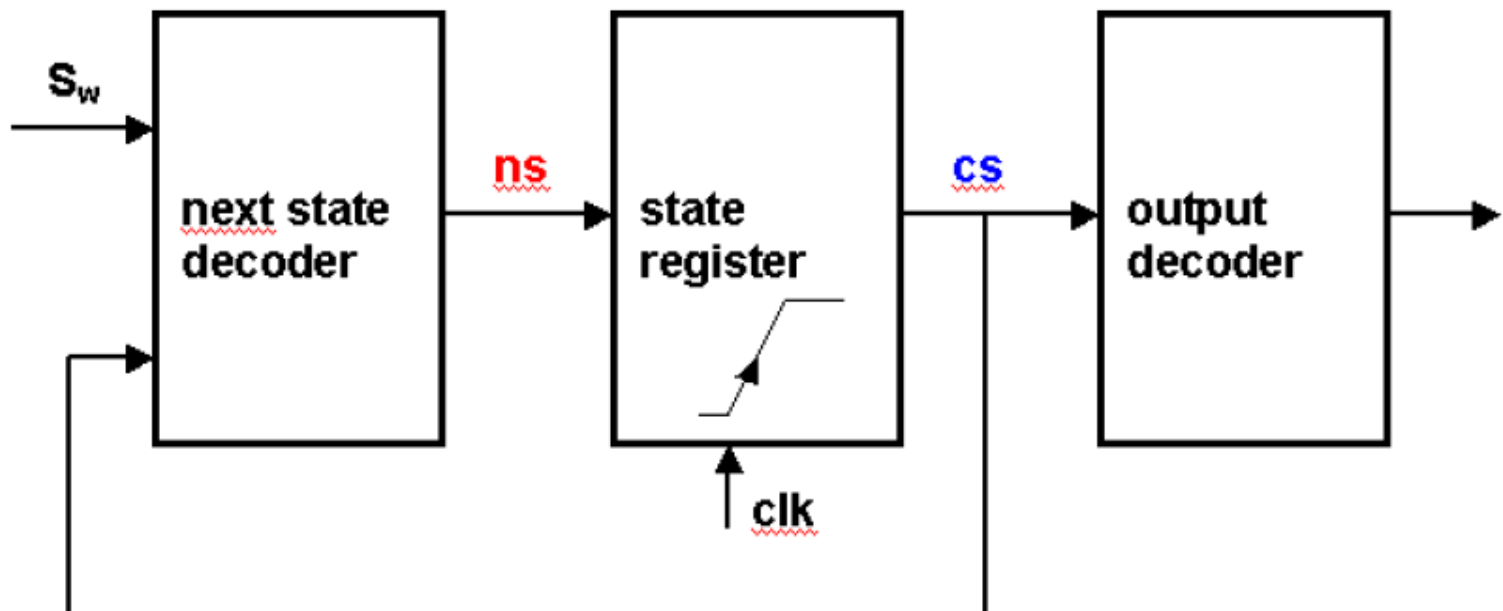 Sw
next state
decoder
ns
state
register
clk
cs
output
decoder